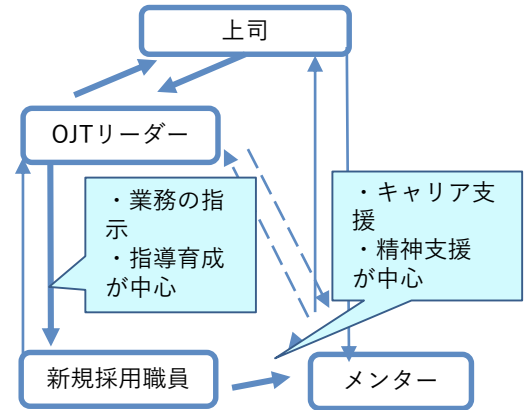 上司
OJTリーダー
・業務の指
示
・指導育成
が中心
・キャリア支
援
・精神支援
が中心
新規採用職員
メンター